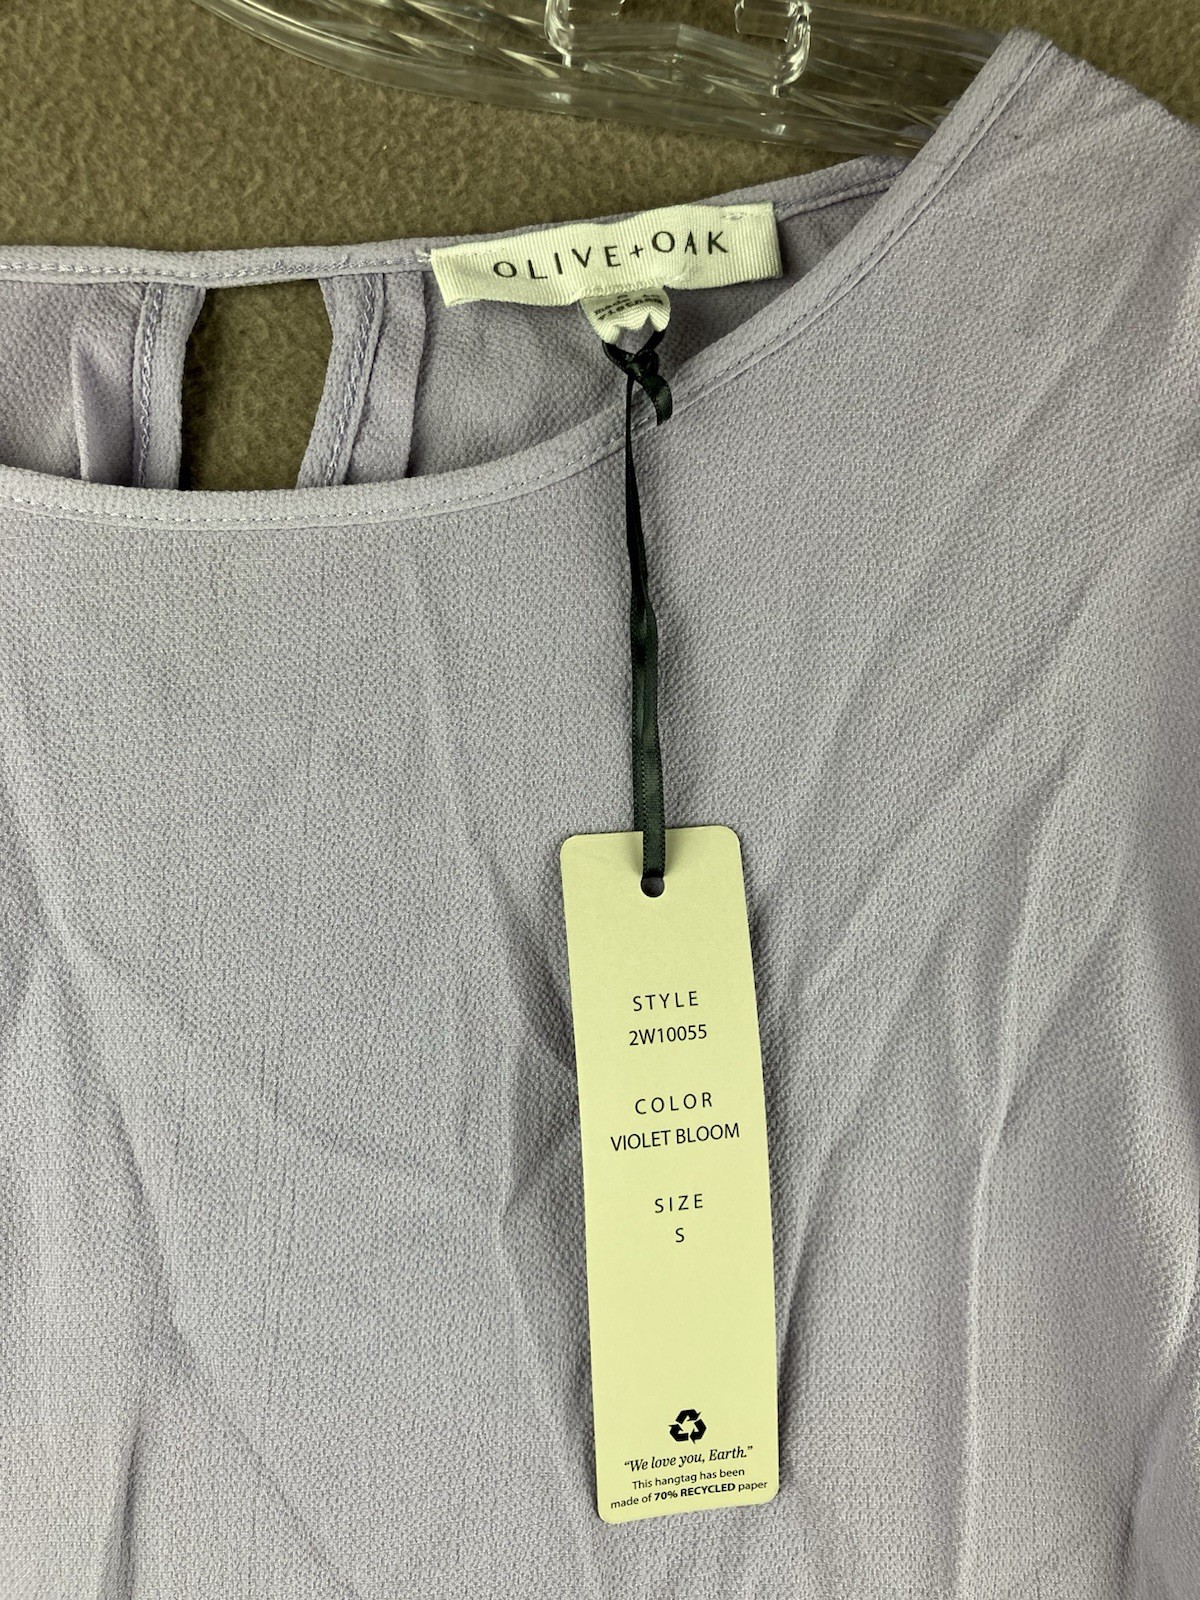 OLIVE+OAK
STYLE
2W10055
COLOR
VIOLET BLOOM
SIZE
S
“We love you, Earth.”
This hangtag has been
made of 70% RECYCLED paper